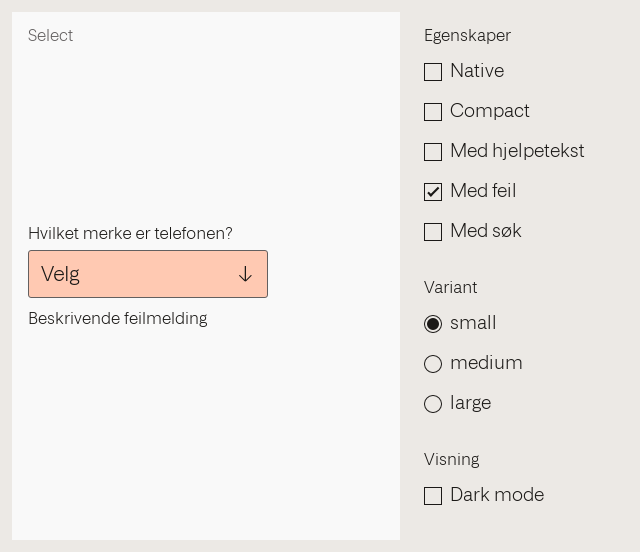 Select
Hvilket merke er telefonen?
Velg
Beskrivende feilmelding
Egenskaper
Native
Compact
Med hjelpetekst
Med feil
Med søk
Variant
small
medium
large
Visning
Dark mode